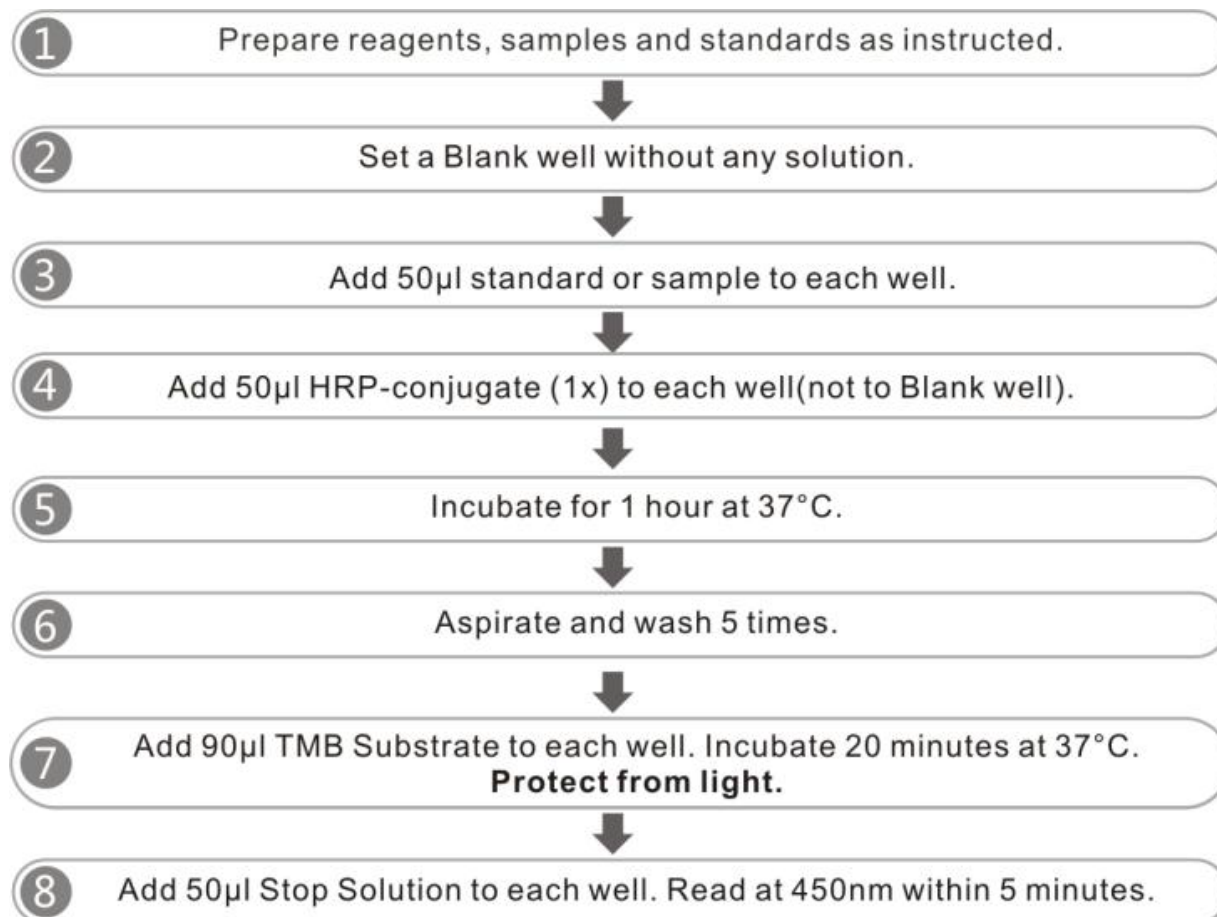 1 Prepare reagents, samples and standards as instructed.
2 Set a Blank well without any solution.
3 Add 50µl standard or sample to each well.
4 Add 50µl HRP-conjugate (1x) to each well(not to Blank well).
5 Incubate for 1 hour at 37°C.
6 Aspirate and wash 5 times.
7 Add 90µl TMB Substrate to each well. Incubate 20 minutes at 37°C.
Protect from light.
8 Add 50µl Stop Solution to each well. Read at 450nm within 5 minutes.